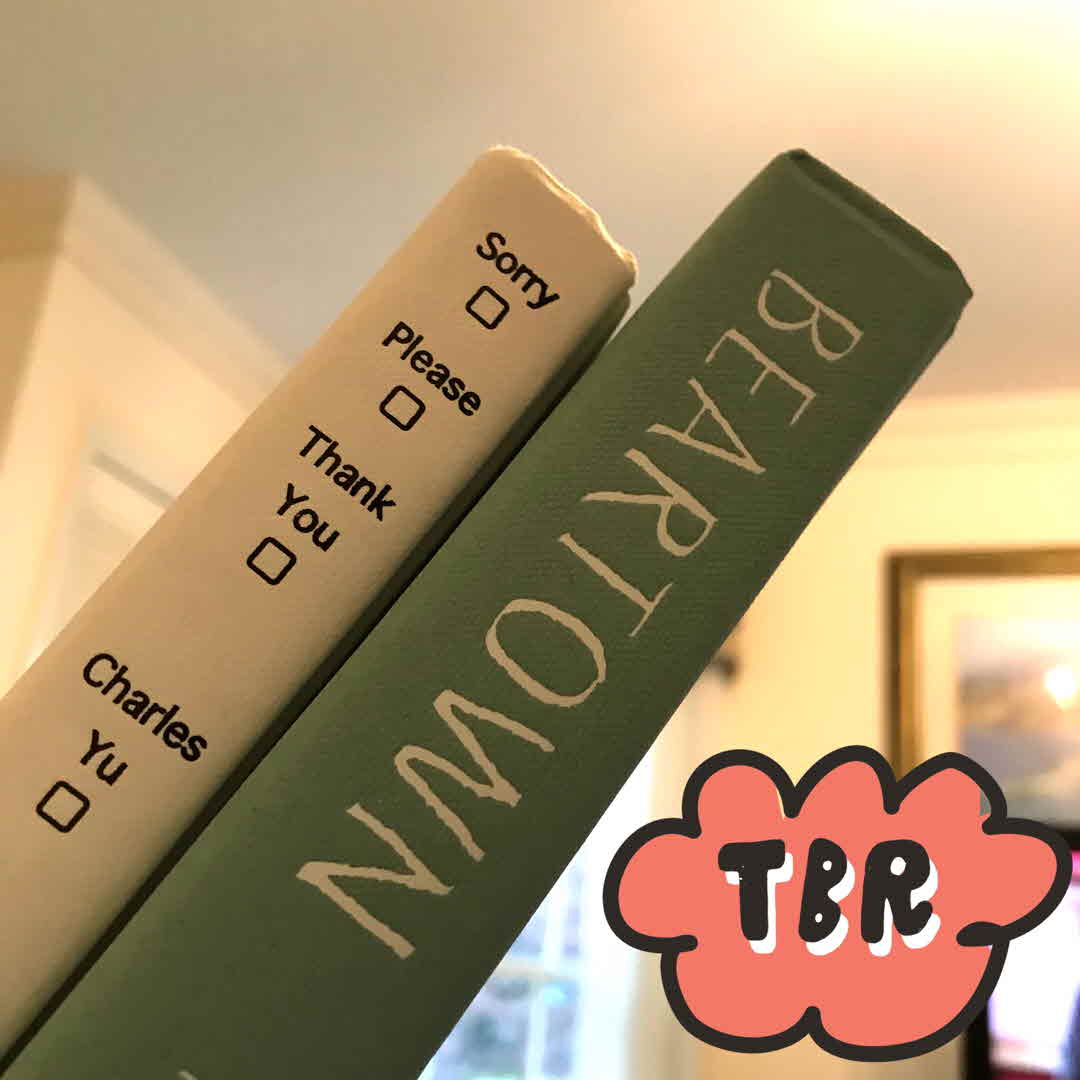 Sorry
☐
Please
☐
Thank
You
☐
Charles
Yu
☐
BEARTOWN
TBR